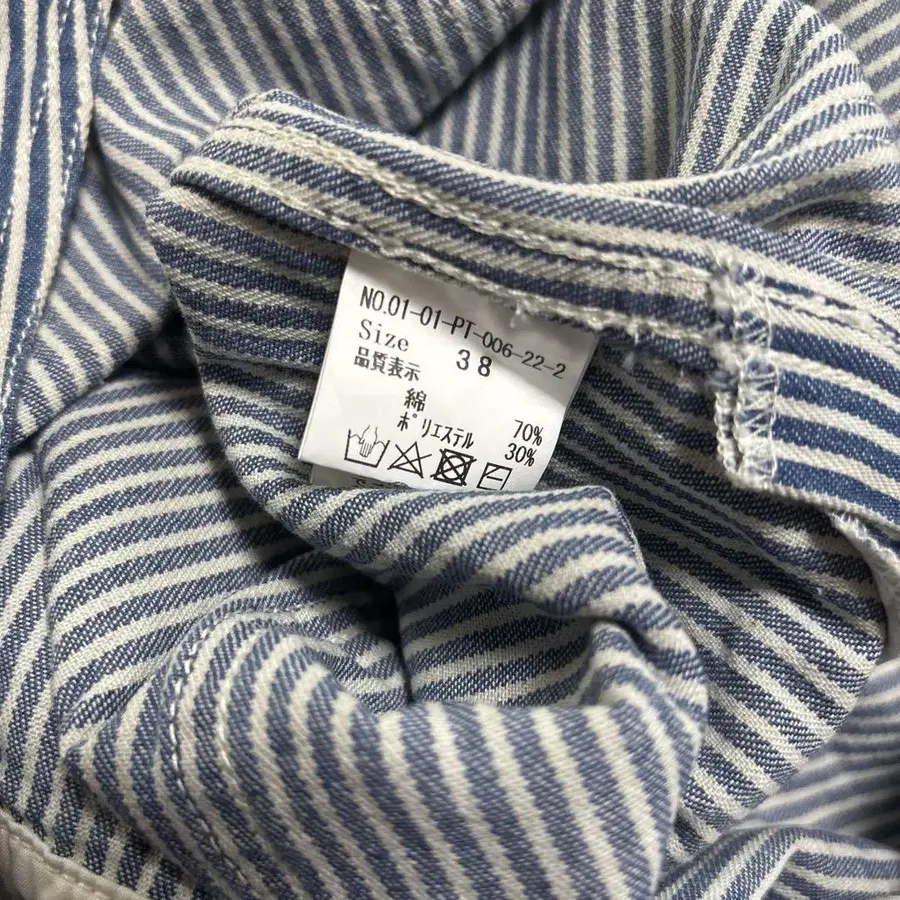 NO.01-01-PT-006-22-2
Size 38
品質表示
綿 70%
ポリエステル 30%